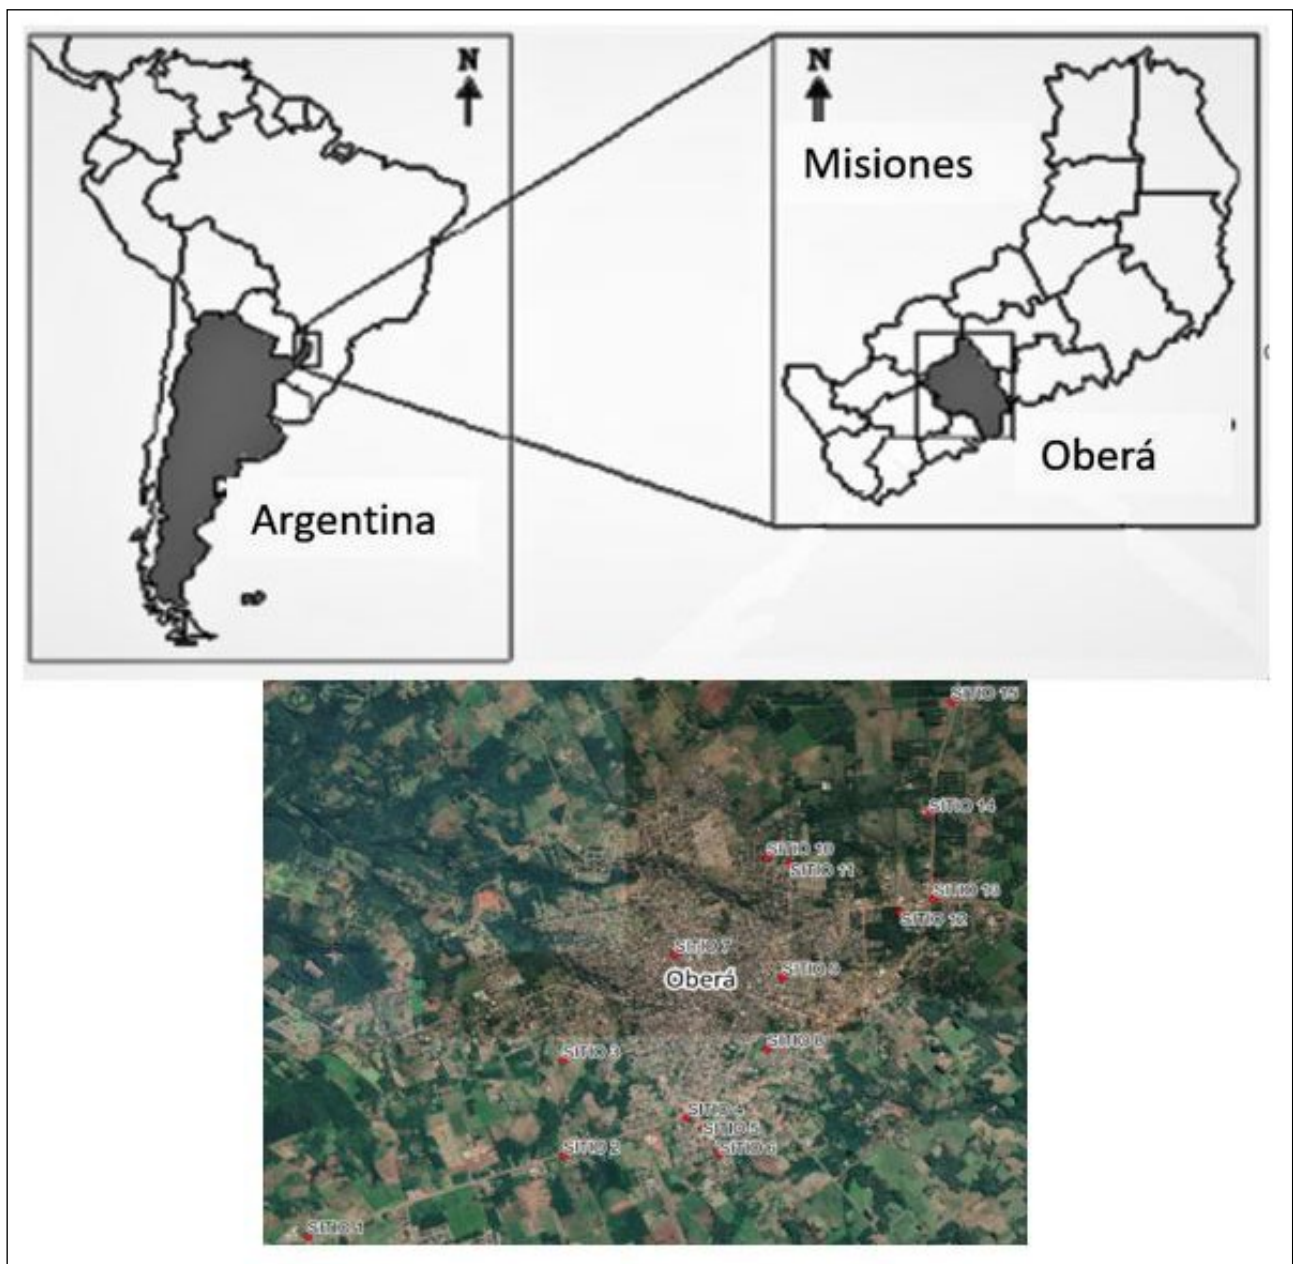 N
N
Misiones
Oberá
Argentina
SITIO 15
SITIO 14
SITIO 10
SITIO 11
SITIO 13
SITIO 12
SITIO 7
SITIO 9
Oberá
SITIO 8
SITIO 3
SITIO 4
SITIO 5
SITIO 6
SITIO 2
SITIO 1